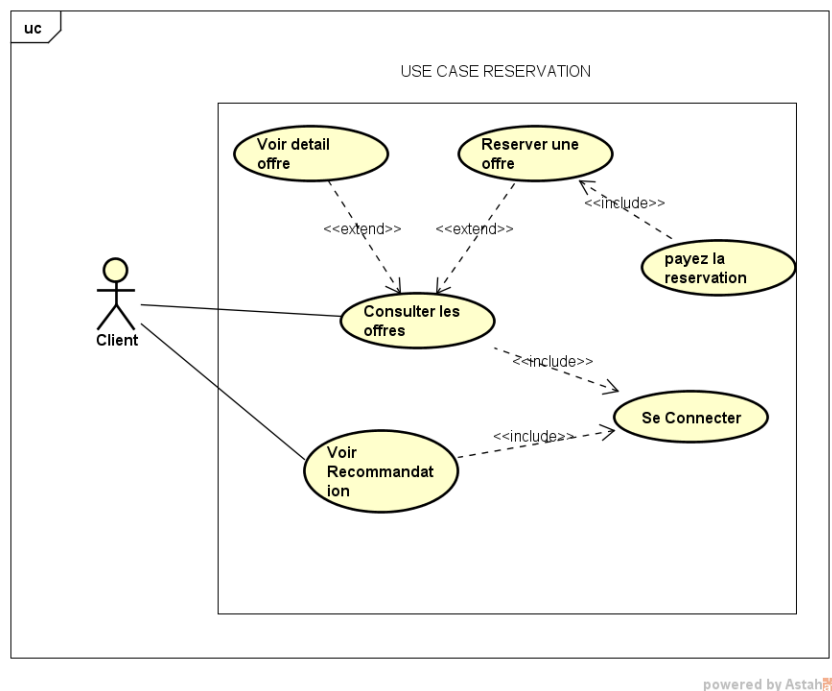 uc
USE CASE RESERVATION
Voir detail
offre
Reserver une
offre
<<include>>
<<extend>>
<<extend>>
payez la
reservation
Client
Consulter les
offres
<<include>>
Se Connecter
<<include>>
Voir
Recommandat
ion
powered by Astah